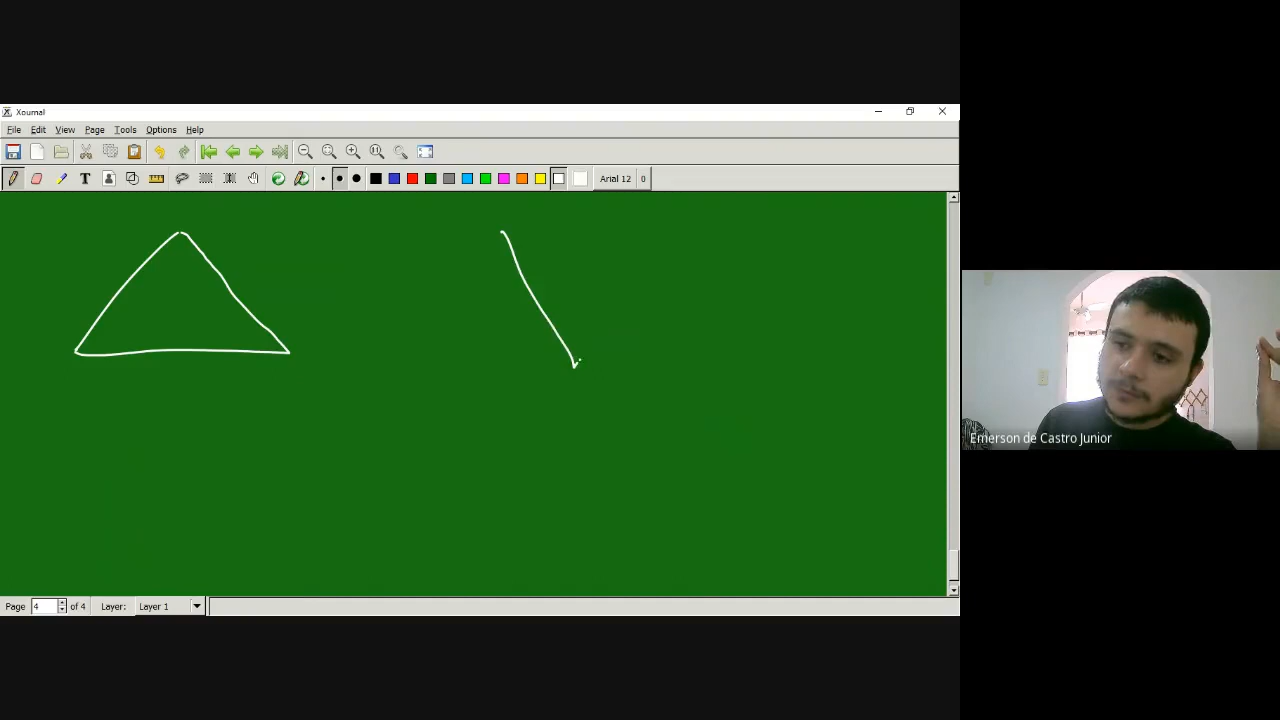 Xournal
File Edit View Page Tools Options Help
T Arial 12 0
Page 4 of 4 Layer: Layer 1
Emerson de Castro Junior